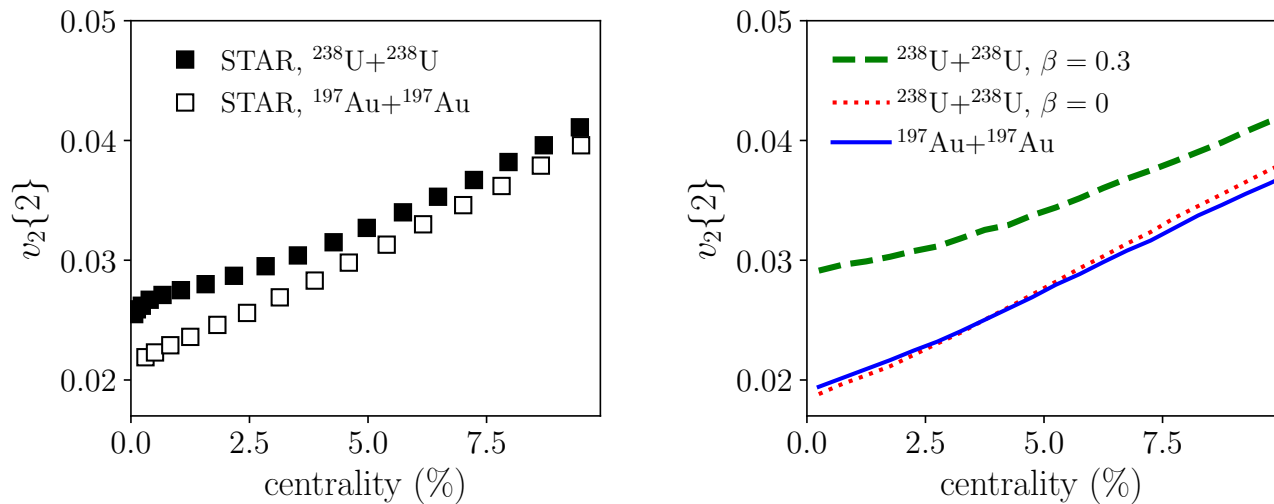 0.05
0.04
0.03
0.02
v₂{2}
STAR, ²³⁸U+²³⁸U
STAR, ¹⁹⁷Au+¹⁹⁷Au
0.0 2.5 5.0 7.5
centrality (%)
0.05
0.04
0.03
0.02
v₂{2}
²³⁸U+²³⁸U, β = 0.3
²³⁸U+²³⁸U, β = 0
¹⁹⁷Au+¹⁹⁷Au
0.0 2.5 5.0 7.5
centrality (%)